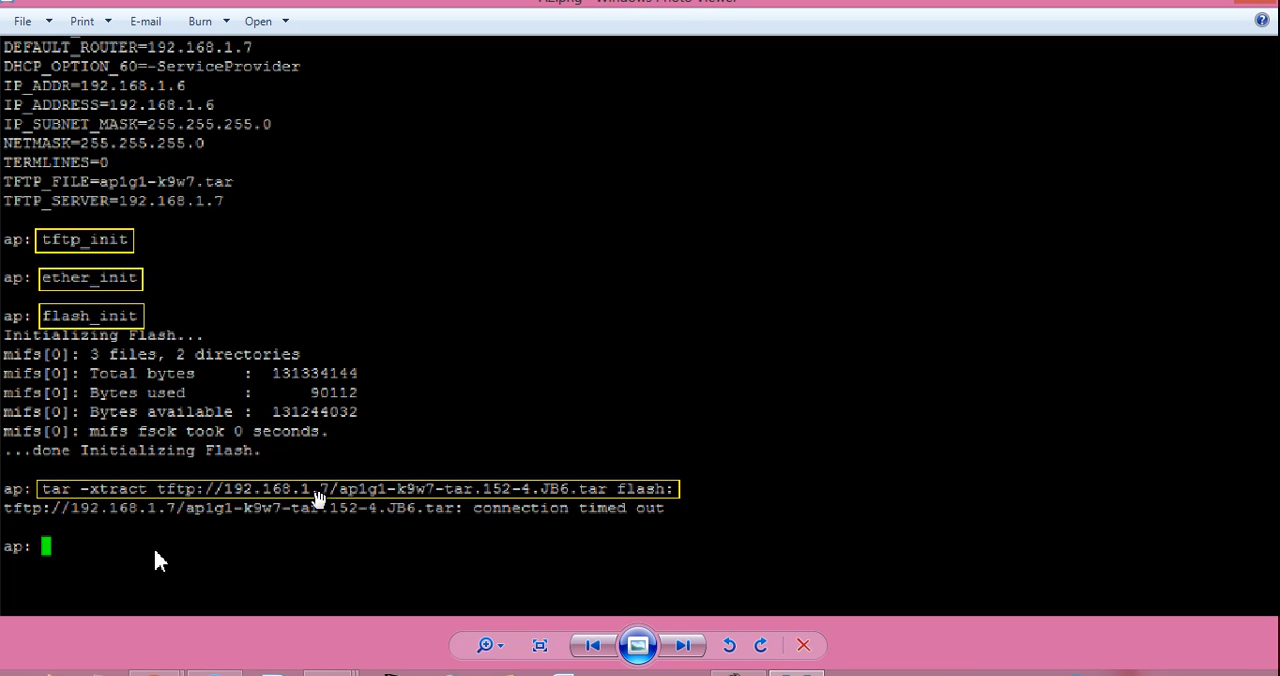 File Print E-mail Burn Open
DEFAULT_ROUTER=192.168.1.7
DHCP_OPTION_60=-ServiceProvider
IP_ADDR=192.168.1.6
IP_ADDRESS=192.168.1.6
IP_SUBNET_MASK=255.255.255.0
NETMASK=255.255.255.0
TERMLINES=0
TFTP_FILE=ap1g1-k9w7.tar
TFTP_SERVER=192.168.1.7
ap: tftp_init
ap: ether_init
ap: flash_init
Initializing Flash...
mifs[0]: 3 files, 2 directories
mifs[0]: Total bytes : 131334144
mifs[0]: Bytes used : 90112
mifs[0]: Bytes available : 131244032
mifs[0]: mifs fsck took 0 seconds.
...done Initializing Flash.
ap: tar -xtract tftp://192.168.1.7/ap1g1-k9w7-tar.152-4.JB6.tar flash:
tftp://192.168.1.7/ap1g1-k9w7-tar.152-4.JB6.tar: connection timed out
ap: